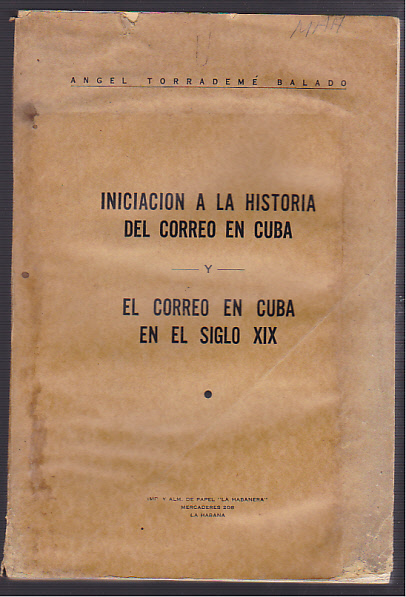 ANGEL TORRADEMÉ BALADO
INICIACION A LA HISTORIA
DEL CORREO EN CUBA
Y
EL CORREO EN CUBA
EN EL SIGLO XIX
IMP. Y ALM. DE PAPEL "LA HABANERA"
MERCADERES 208
LA HABANA